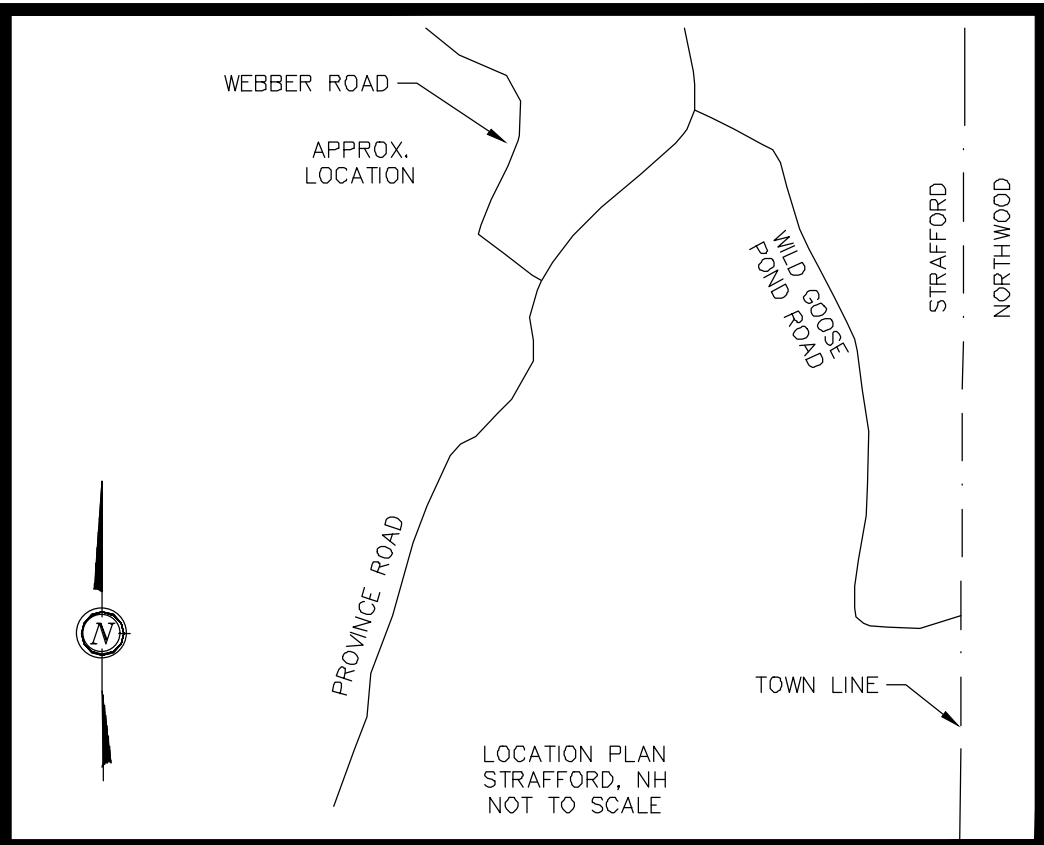 WEBBER ROAD
APPROX.
LOCATION
STRAFFORD
NORTHWOOD
WILD GOOSE
POND ROAD
PROVINCE ROAD
N
TOWN LINE
LOCATION PLAN
STRAFFORD, NH
NOT TO SCALE